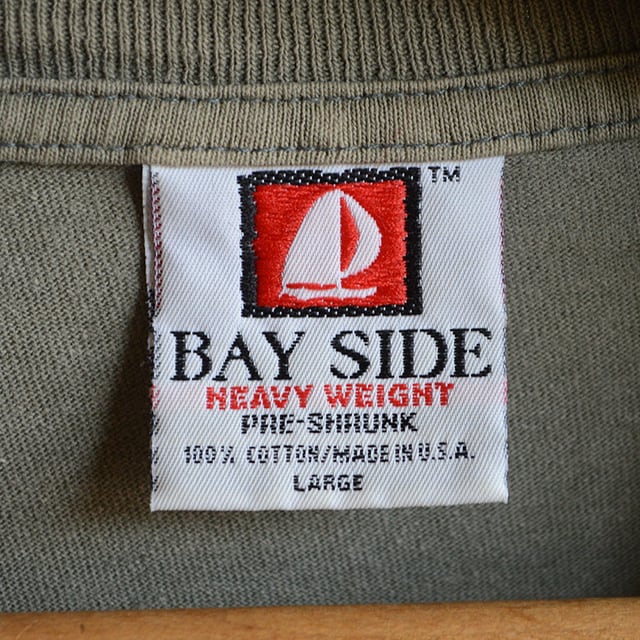 TM
BAY SIDE
HEAVY WEIGHT
PRE-SHRUNK
100% COTTON/MADE IN U.S.A.
LARGE